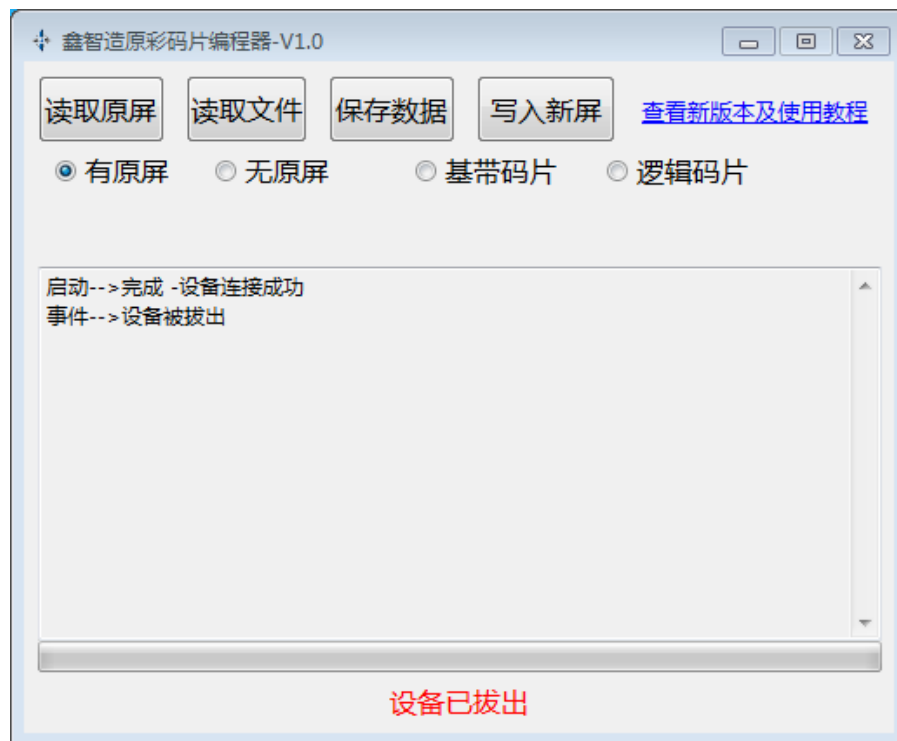 鑫智造原彩码片编程器-V1.0
读取原屏 读取文件 保存数据 写入新屏 查看新版本及使用教程
有原屏 无原屏 基带码片 逻辑码片
启动-->完成 -设备连接成功
事件-->设备被拔出
设备已拔出